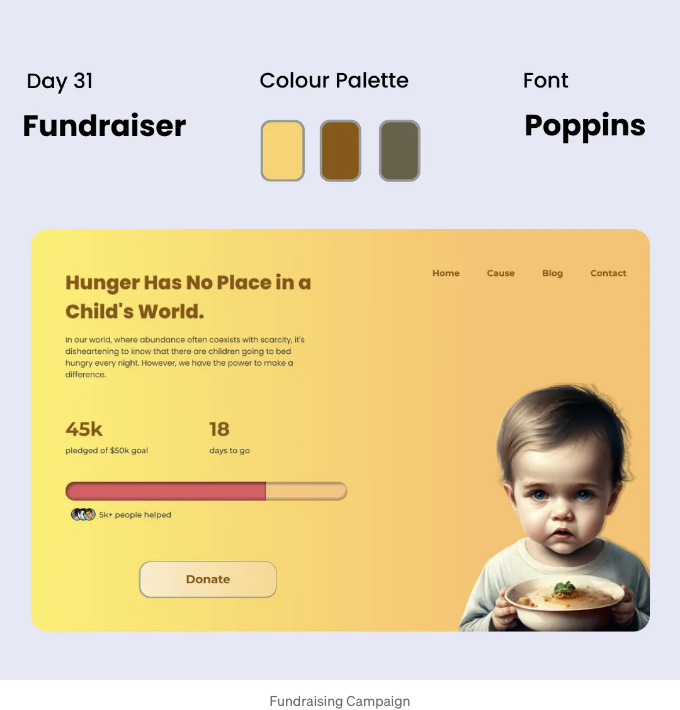 Day 31
Fundraiser
Colour Palette
Font
Poppins
Home Cause Blog Contact
Hunger Has No Place in a
Child's World.
In our world, where abundance often coexists with scarcity, it's
disheartening to know that there are children going to bed
hungry every night. However, we have the power to make a
difference.
45k
pledged of $50k goal
18
days to go
5k+ people helped
Donate
Fundraising Campaign